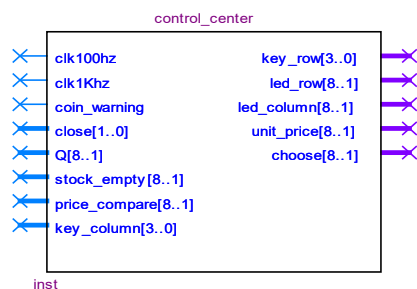 control_center
clk100hz key_row[3..0]
clk1Khz led_row[8..1]
coin_warning led_column[8..1]
close[1..0] unit_price[8..1]
Q[8..1] choose[8..1]
stock_empty[8..1]
price_compare[8..1]
key_column[3..0]
inst